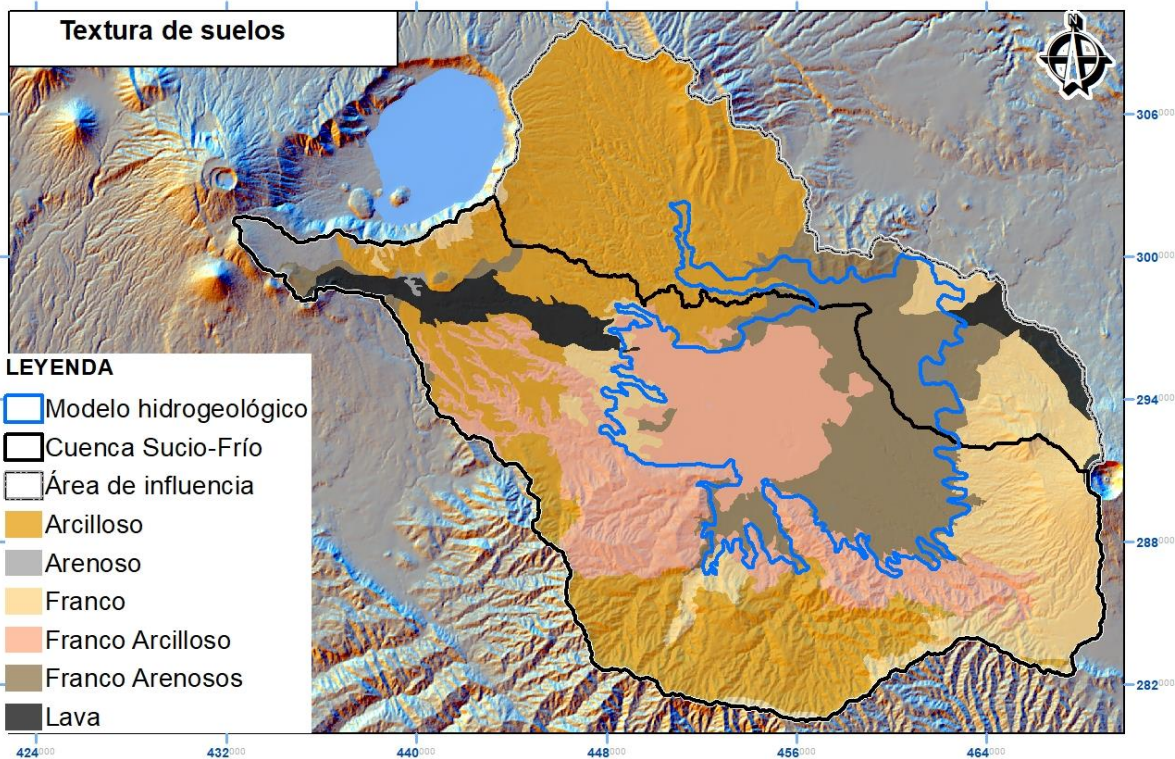 Textura de suelos
N
306000
300000
294000
288000
282000
LEYENDA
Modelo hidrogeológico
Cuenca Sucio-Frío
Área de influencia
Arcilloso
Arenoso
Franco
Franco Arcilloso
Franco Arenosos
Lava
424000
432000
440000
448000
456000
464000